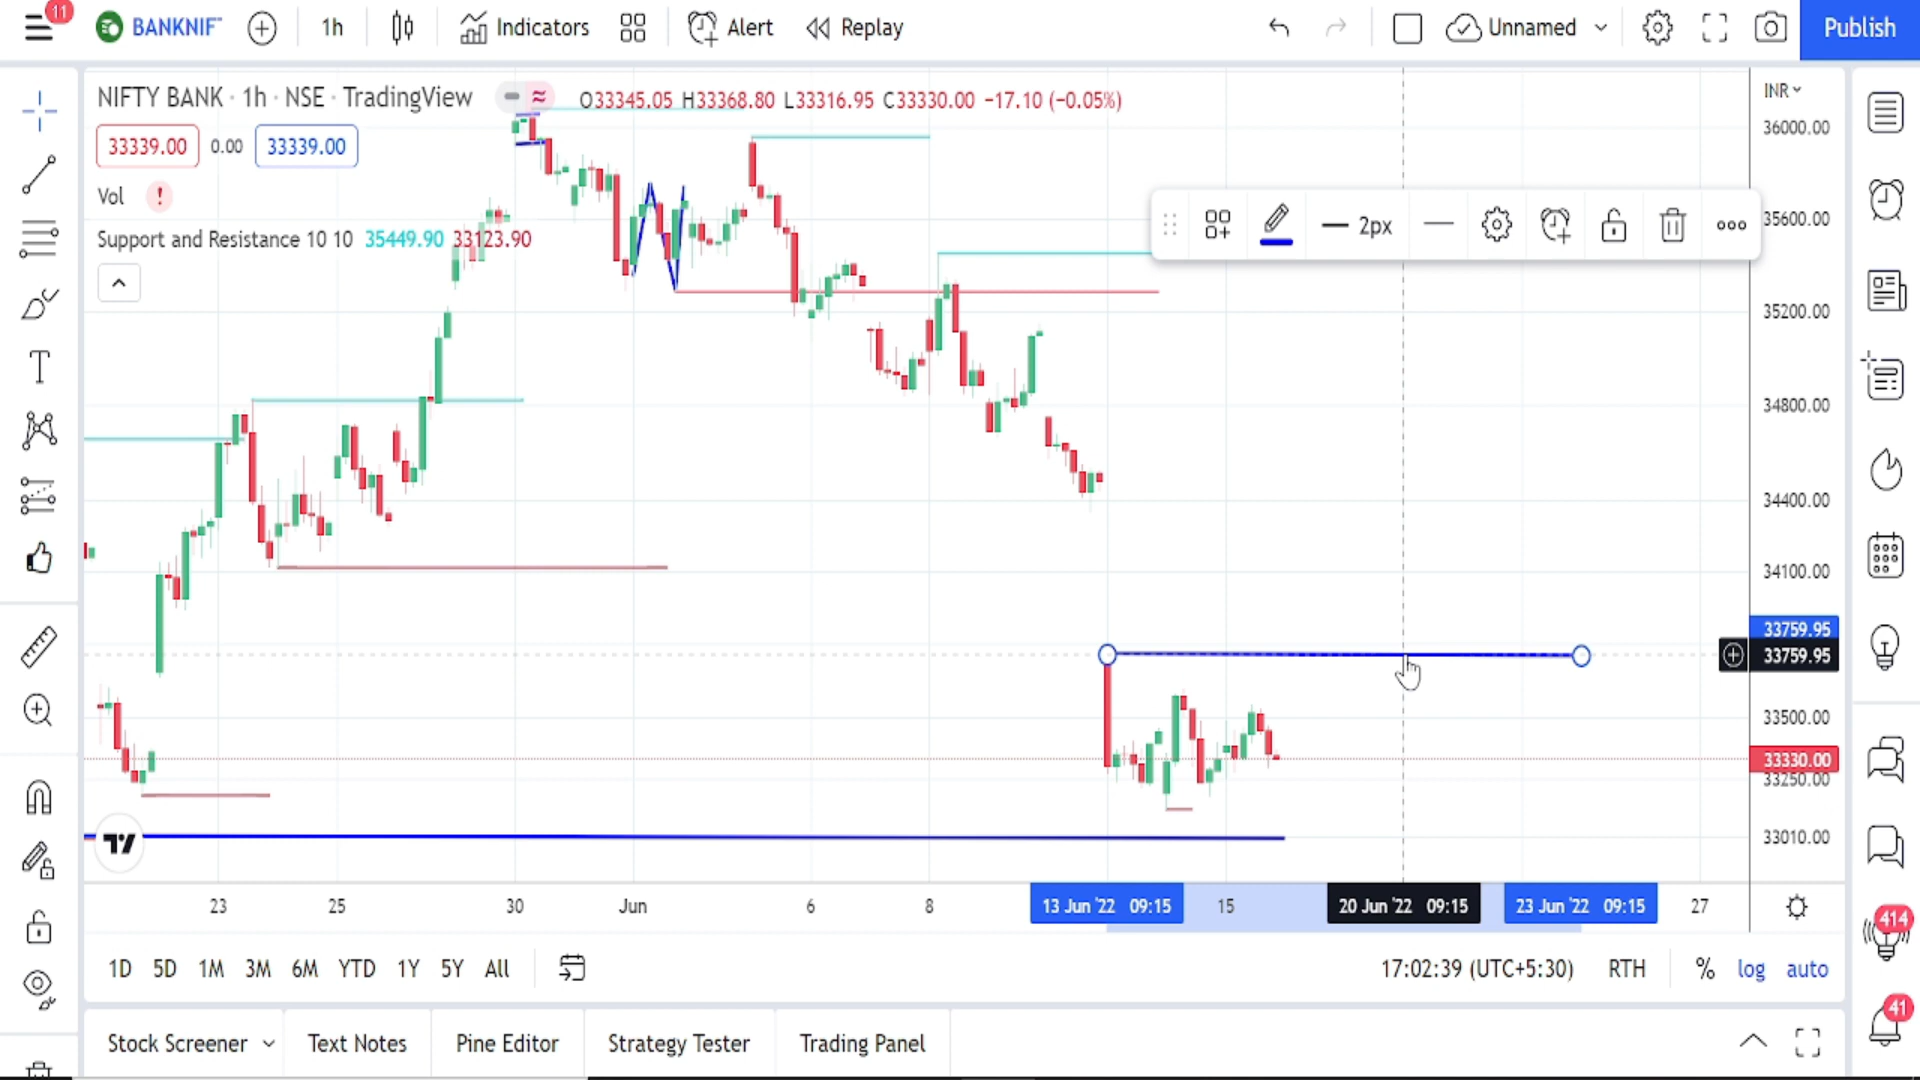 11
BANKNIF
1h
Indicators
Alert
Replay
Unnamed
Publish
NIFTY BANK · 1h · NSE · TradingView
O33345.05 H33368.80 L33316.95 C33330.00 −17.10 (−0.05%)
INR
33339.00 0.00 33339.00
Vol !
Support and Resistance 10 10 35449.90 33123.90
2px
36000.00
35600.00
35200.00
34800.00
34400.00
34100.00
33759.95
33759.95
33500.00
33330.00
33250.00
33010.00
23 25 30 Jun 6 8 13 Jun '22 09:15 15 20 Jun '22 09:15 23 Jun '22 09:15 27
414
1D 5D 1M 3M 6M YTD 1Y 5Y All
17:02:39 (UTC+5:30) RTH % log auto
41
Stock Screener Text Notes Pine Editor Strategy Tester Trading Panel